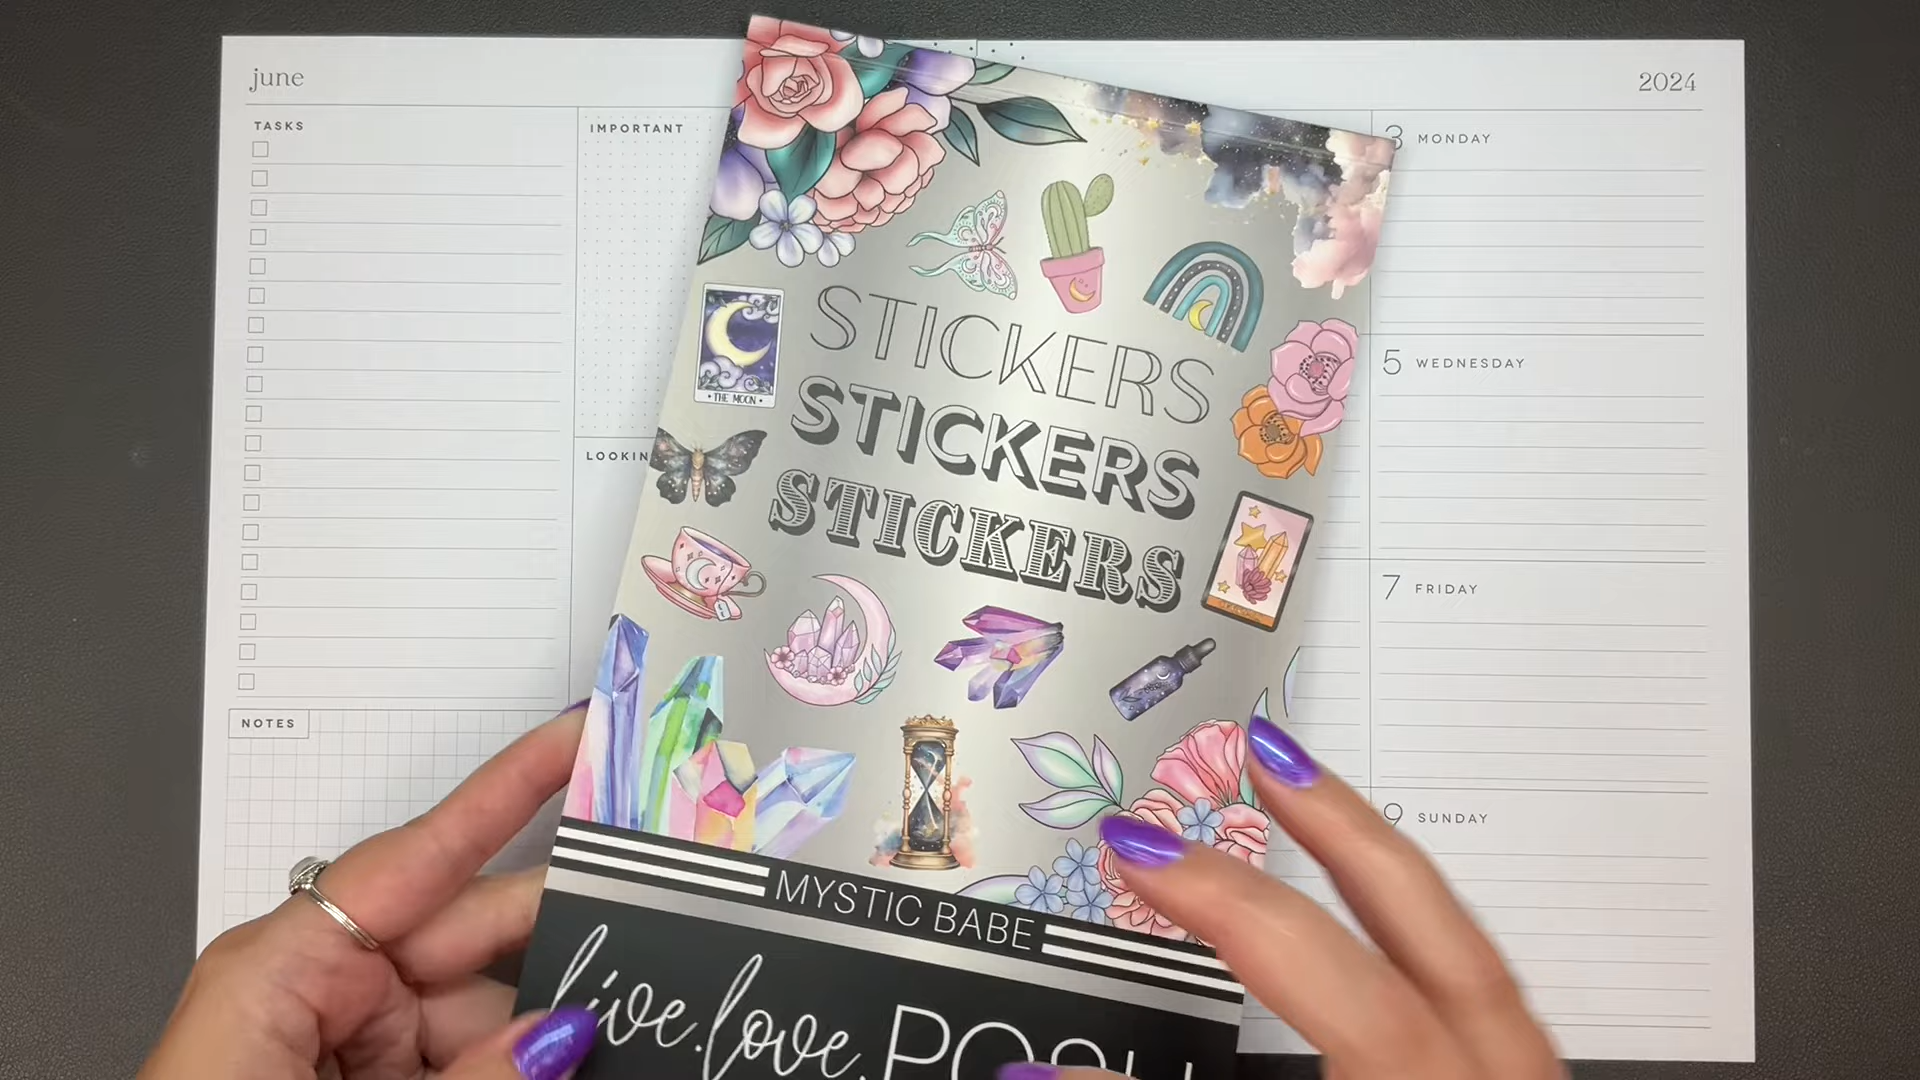 june
2024
TASKS
IMPORTANT
3 MONDAY
STICKERS
STICKERS
STICKERS
THE MOON
5 WEDNESDAY
LOOKIN
7 FRIDAY
NOTES
9 SUNDAY
MYSTIC BABE
live.love.POSH